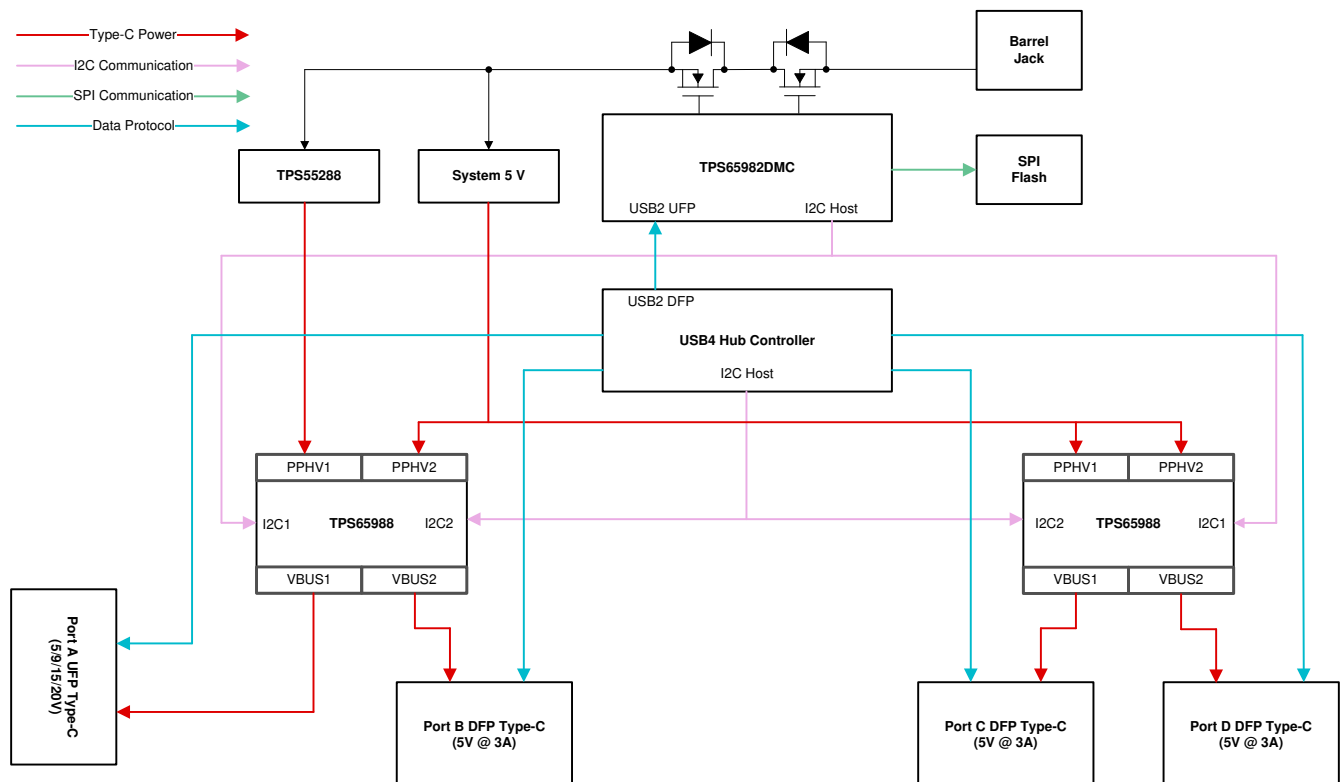 Type-C Power
I2C Communication
SPI Communication
Data Protocol
Barrel
Jack
TPS55288
System 5 V
TPS65982DMC
USB2 UFP
I2C Host
SPI
Flash
USB2 DFP
USB4 Hub Controller
I2C Host
PPHV1
PPHV2
I2C1
TPS65988
I2C2
VBUS1
VBUS2
PPHV1
PPHV2
I2C2
TPS65988
I2C1
VBUS1
VBUS2
Port A UFP Type-C
(5/9/15/20V)
Port B DFP Type-C
(5V @ 3A)
Port C DFP Type-C
(5V @ 3A)
Port D DFP Type-C
(5V @ 3A)